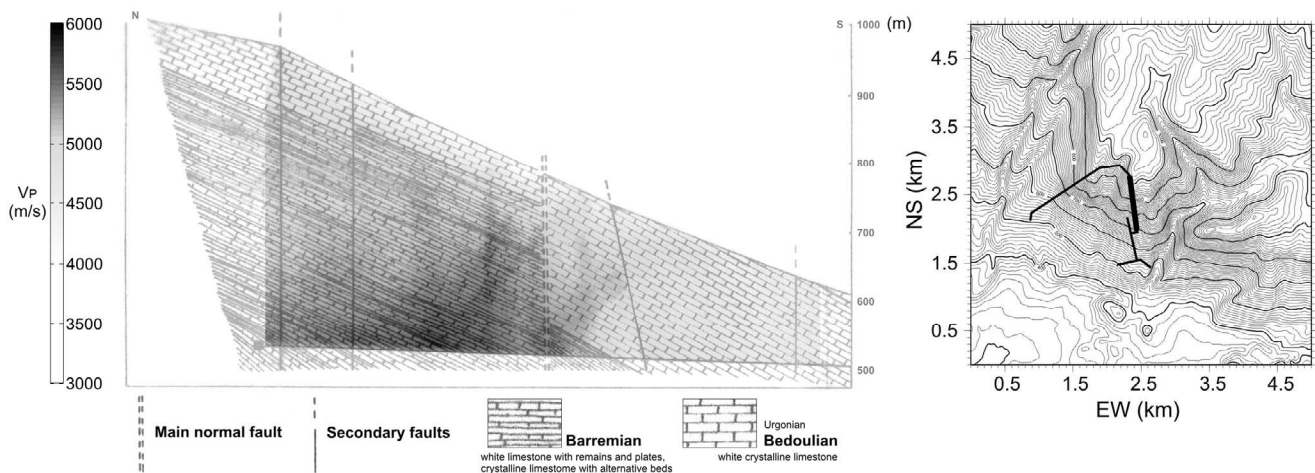 N
S
(m)
6000
5500
5000
4500
4000
3500
3000
VP
(m/s)
1000
900
800
700
600
500
Main normal fault
Secondary faults
Barremian
white limestone with remains and plates,
crystalline limestome with alternative beds
Urgonian
Bedoulian
white crystalline limestone
NS (km)
4.5
3.5
2.5
1.5
0.5
0.5
1.5
2.5
3.5
4.5
EW (km)